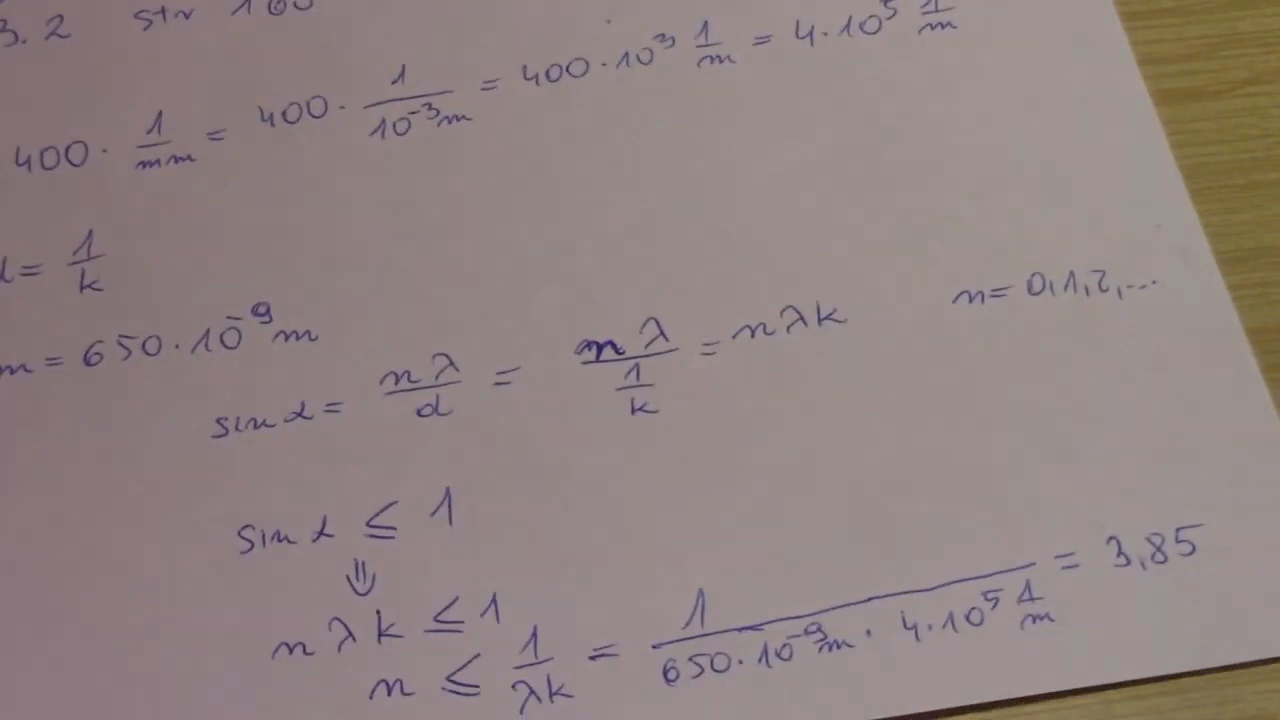 3.2 str 160
400 · 1/mm = 400 · 1/10⁻³m = 400 · 10³ 1/m = 4 · 10⁵ 1/m
d = 1/k
m = 650 · 10⁻⁹ m
sin α = nλ/d = nλ/(1/k) = nλk n = 0, 1, 2, ...
sin α ≤ 1
⇓
nλk ≤ 1
n ≤ 1/λk = 1/(650 · 10⁻⁹m · 4 · 10⁵ 1/m) = 3,85